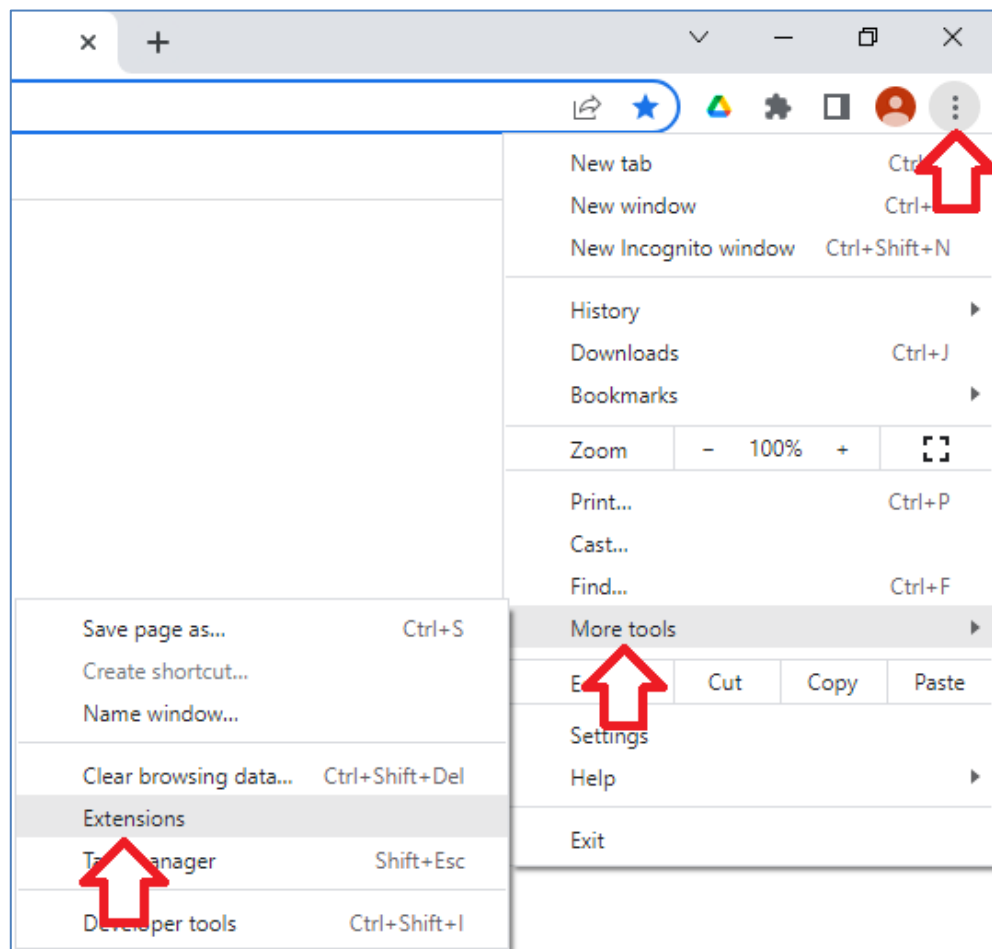 New tab Ctrl
New window Ctrl+
New Incognito window Ctrl+Shift+N
History
Downloads Ctrl+J
Bookmarks
Zoom - 100% +
Print... Ctrl+P
Cast...
Find... Ctrl+F
More tools
E Cut Copy Paste
Settings
Help
Exit
Save page as... Ctrl+S
Create shortcut...
Name window...
Clear browsing data... Ctrl+Shift+Del
Extensions
Shift+Esc
tools Ctrl+Shift+I